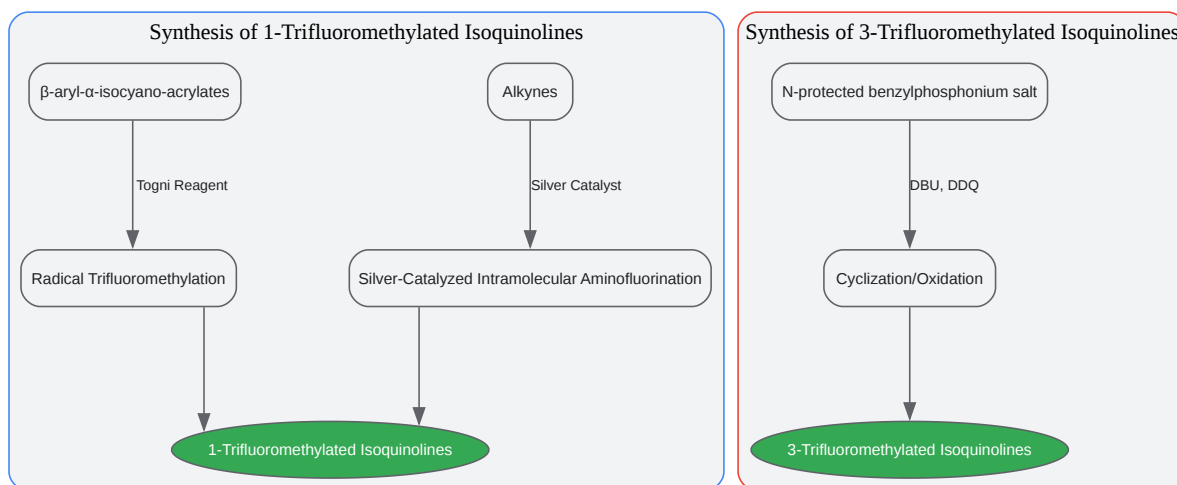 Synthesis of 1-Trifluoromethylated Isoquinolines
β-aryl-α-isocyano-acrylates
Alkynes
Togni Reagent
Silver Catalyst
Radical Trifluoromethylation
Silver-Catalyzed Intramolecular Aminofluorination
1-Trifluoromethylated Isoquinolines
Synthesis of 3-Trifluoromethylated Isoquinolines
N-protected benzylphosphonium salt
DBU, DDQ
Cyclization/Oxidation
3-Trifluoromethylated Isoquinolines